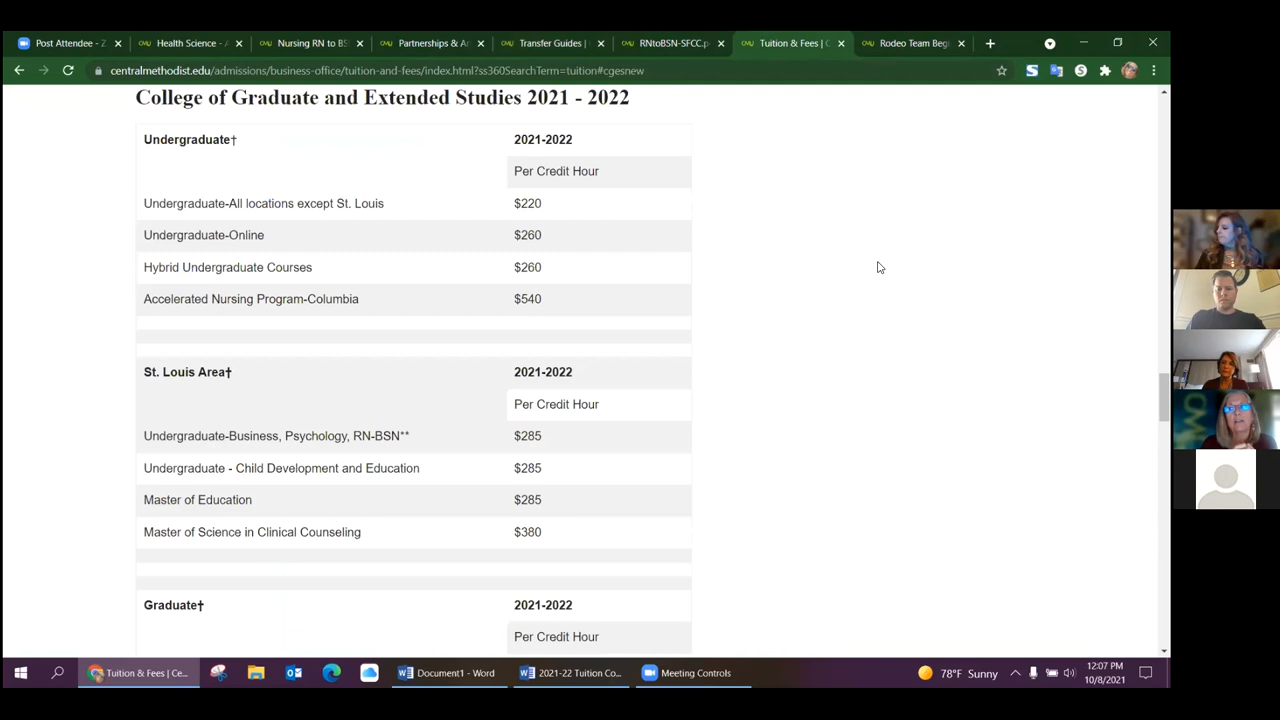 Post Attendee - Z
Health Science - A
Nursing RN to BS
Partnerships & Ar
Transfer Guides |
RNtoBSN-SFCC.p
Tuition & Fees | C
Rodeo Team Beg
centralmethodist.edu/admissions/business-office/tuition-and-fees/index.html?ss360SearchTerm=tuition#cgesnew
College of Graduate and Extended Studies 2021 - 2022
Undergraduate† 2021-2022
Per Credit Hour
Undergraduate-All locations except St. Louis $220
Undergraduate-Online $260
Hybrid Undergraduate Courses $260
Accelerated Nursing Program-Columbia $540
St. Louis Area† 2021-2022
Per Credit Hour
Undergraduate-Business, Psychology, RN-BSN** $285
Undergraduate - Child Development and Education $285
Master of Education $285
Master of Science in Clinical Counseling $380
Graduate† 2021-2022
Per Credit Hour
Tuition & Fees | Ce...
Document1 - Word
2021-22 Tuition Co...
Meeting Controls
78°F Sunny
12:07 PM
10/8/2021